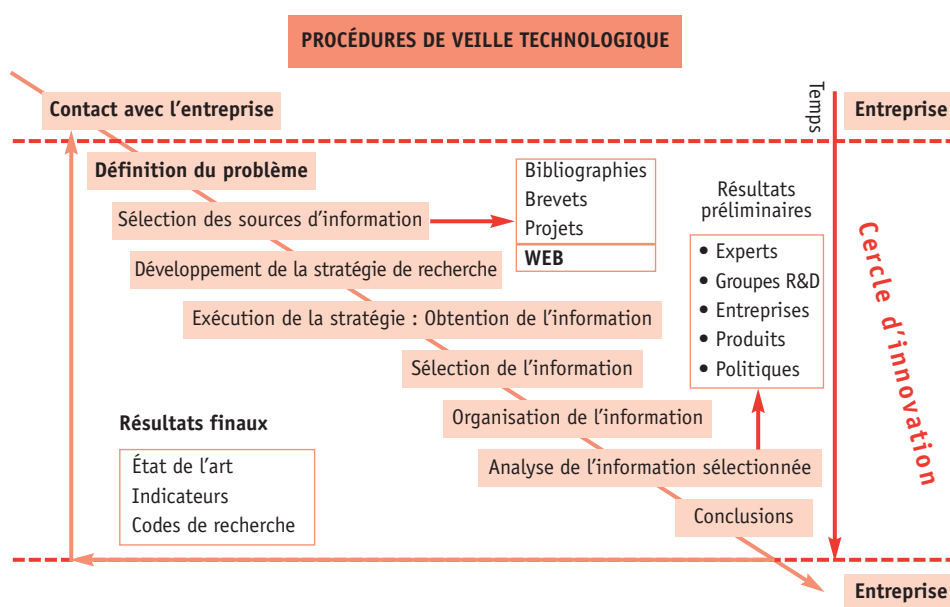 PROCÉDURES DE VEILLE TECHNOLOGIQUE
Contact avec l'entreprise
Temps
Entreprise
Définition du problème
Sélection des sources d'information
Bibliographies
Brevets
Projets
WEB
Résultats
préliminaires
• Experts
• Groupes R&D
• Entreprises
• Produits
• Politiques
Cercle d'innovation
Développement de la stratégie de recherche
Exécution de la stratégie : Obtention de l'information
Sélection de l'information
Organisation de l'information
Analyse de l'information sélectionnée
Conclusions
Résultats finaux
État de l'art
Indicateurs
Codes de recherche
Entreprise